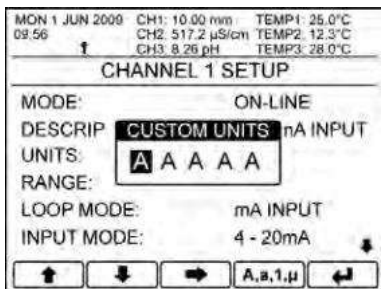 MON 1 JUN 2009 CH1: 10.00 mm TEMP1: 25.0°C
09:56 CH2: 517.2 µS/cm TEMP2: 12.3°C
CH3: 8.26 pH TEMP3: 28.0°C
CHANNEL 1 SETUP
MODE: ON-LINE
DESCRIP CUSTOM UNITS nA INPUT
UNITS: A A A A A
RANGE:
LOOP MODE: mA INPUT
INPUT MODE: 4 - 20mA
A,a,1,µ